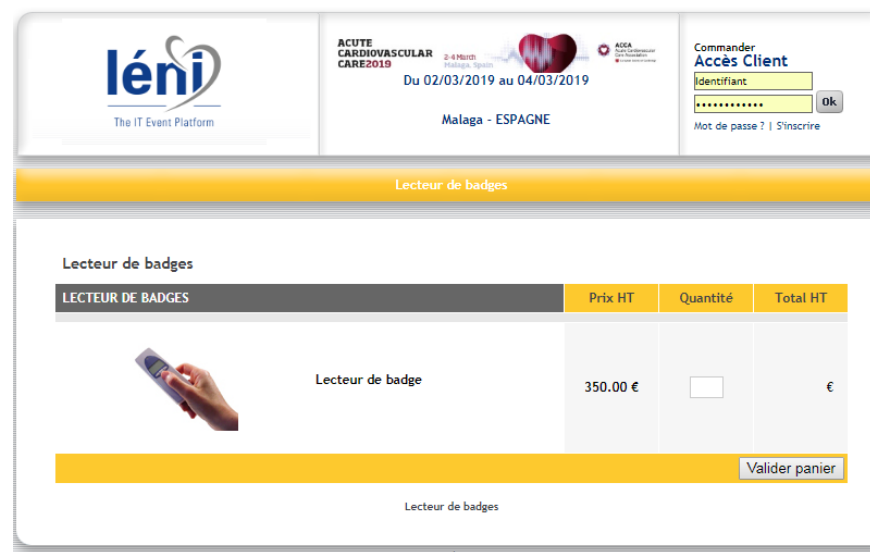 léni
The IT Event Platform
ACUTE
CARDIOVASCULAR
CARE2019
2-4 March
Malaga, Spain
ACCA
Du 02/03/2019 au 04/03/2019
Malaga - ESPAGNE
Commander
Accès Client
Identifiant
••••••••••••
Ok
Mot de passe ? | S'inscrire
Lecteur de badges
Lecteur de badges
LECTEUR DE BADGES Prix HT Quantité Total HT
Lecteur de badge 350.00 € €
Valider panier
Lecteur de badges